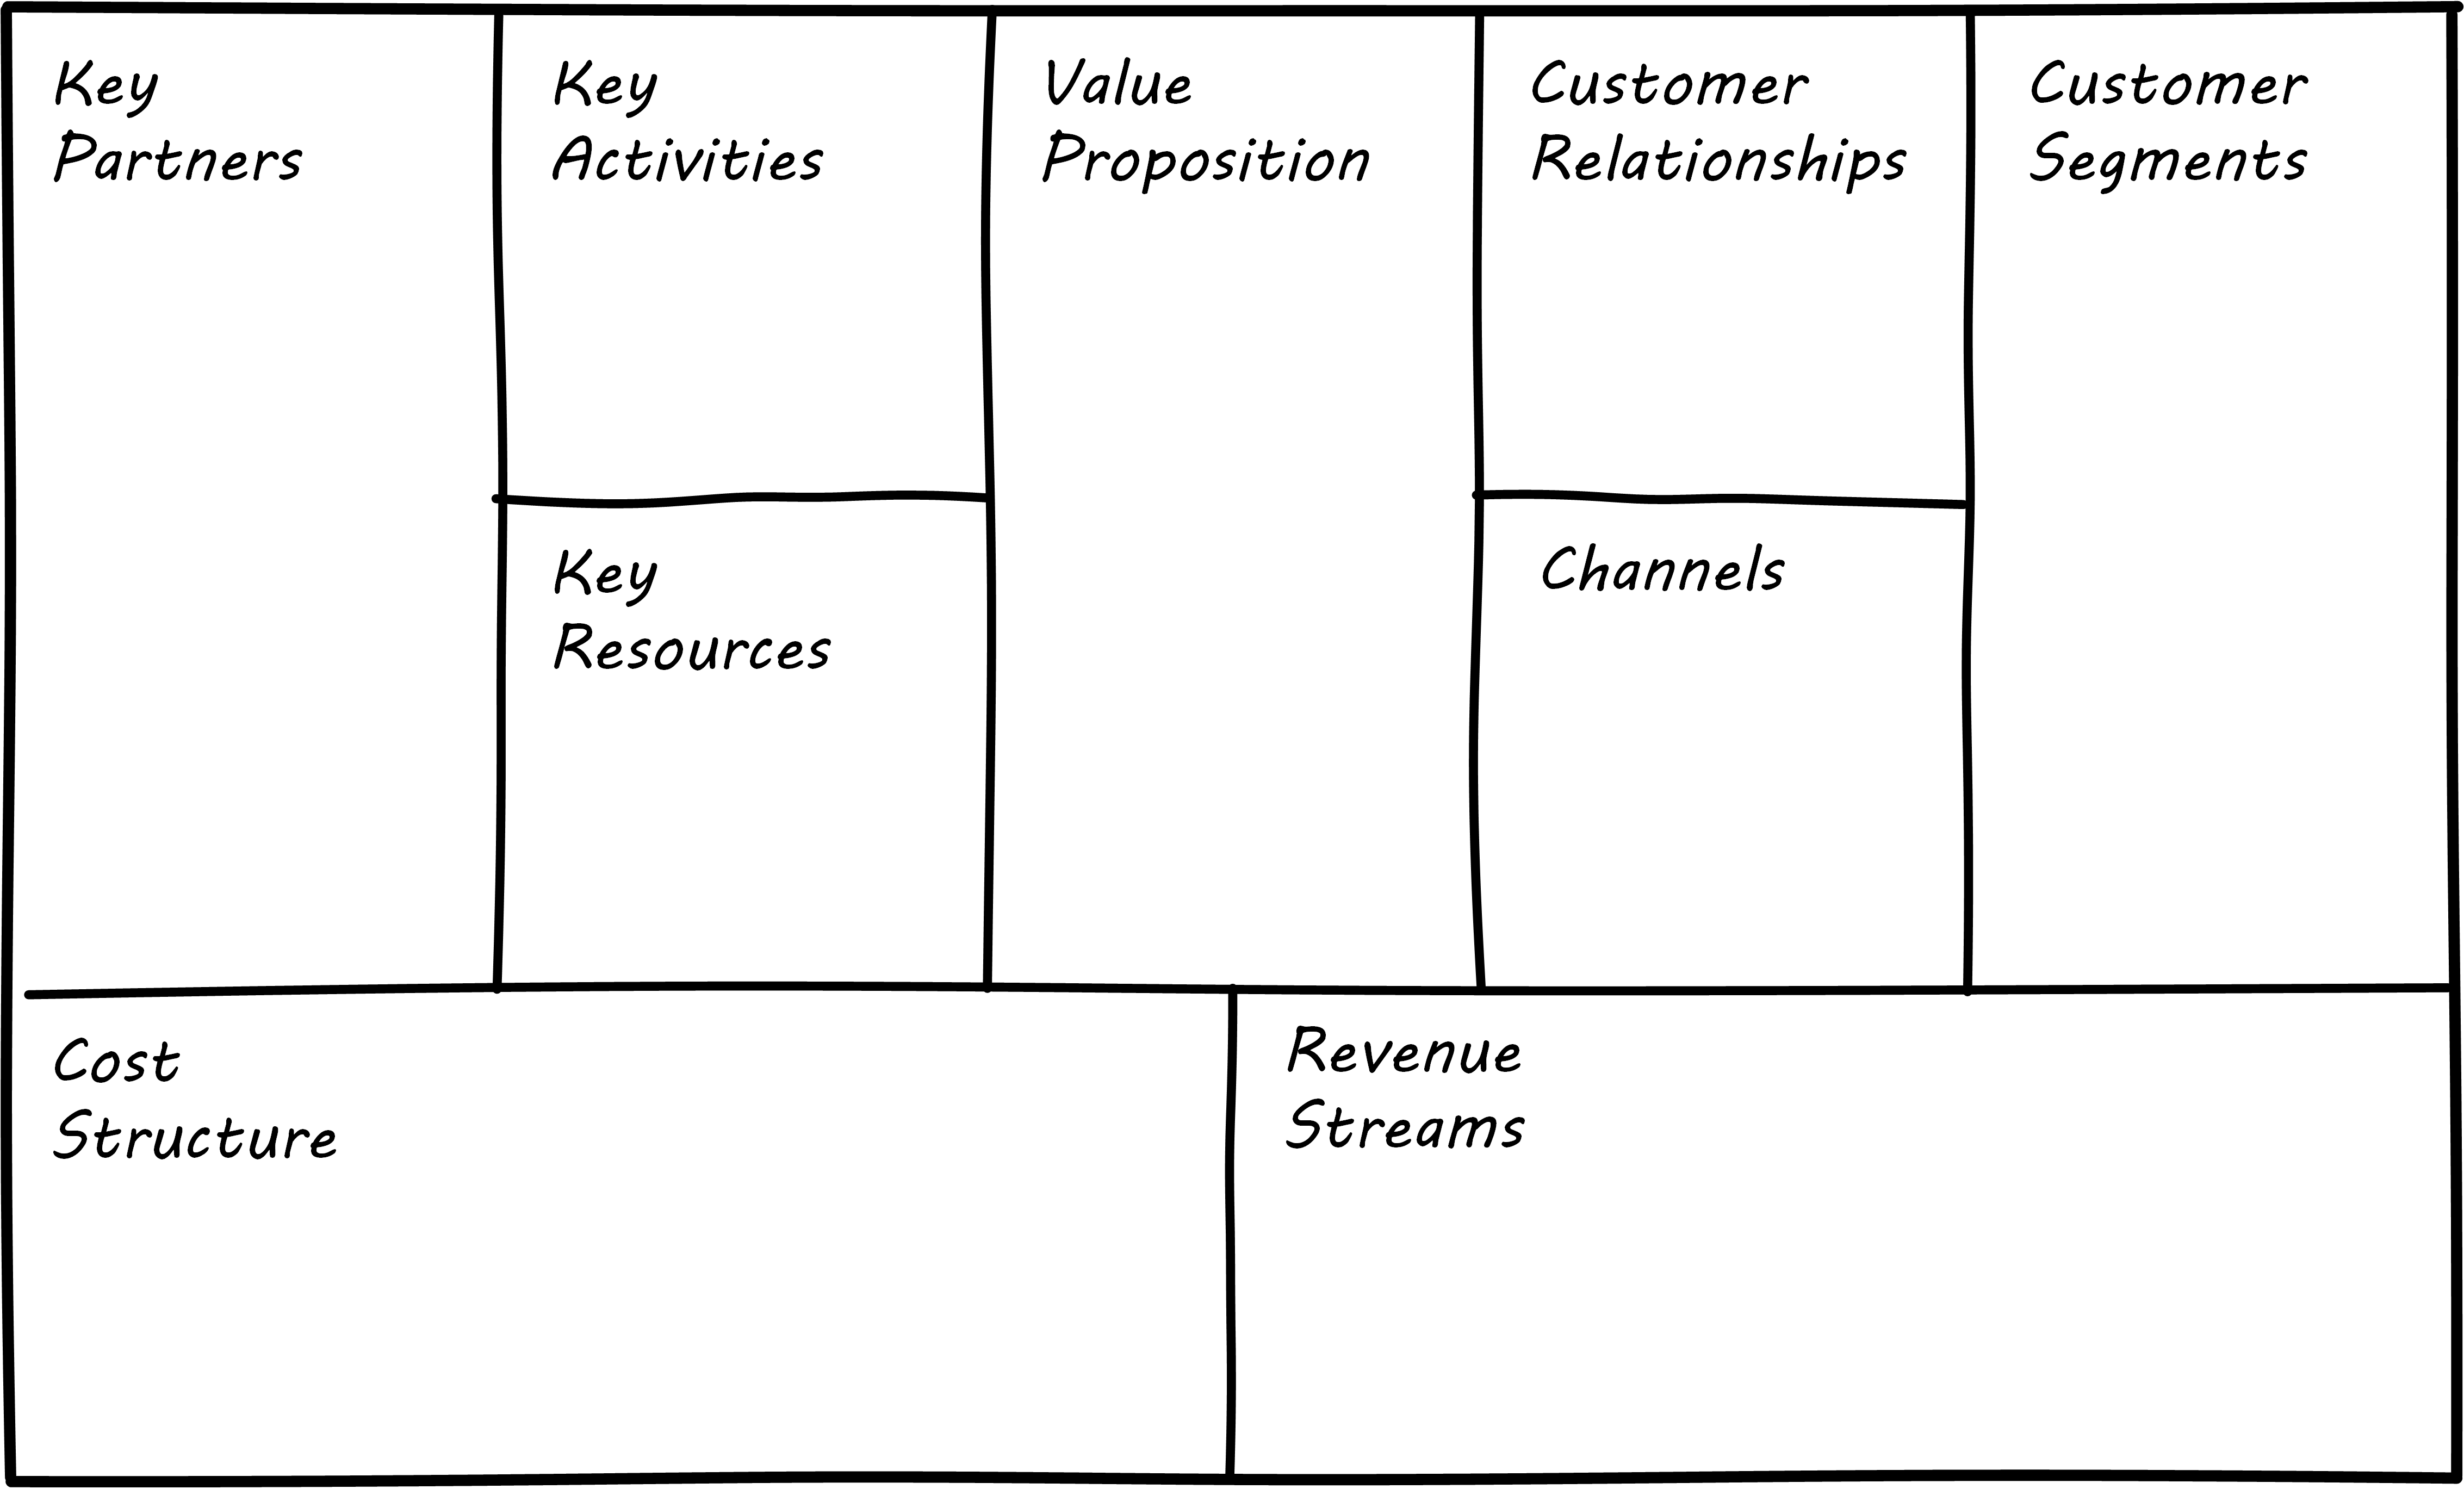 Key
Partners
Key
Activities
Key
Resources
Value
Proposition
Customer
Relationships
Channels
Customer
Segments
Cost
Structure
Revenue
Streams